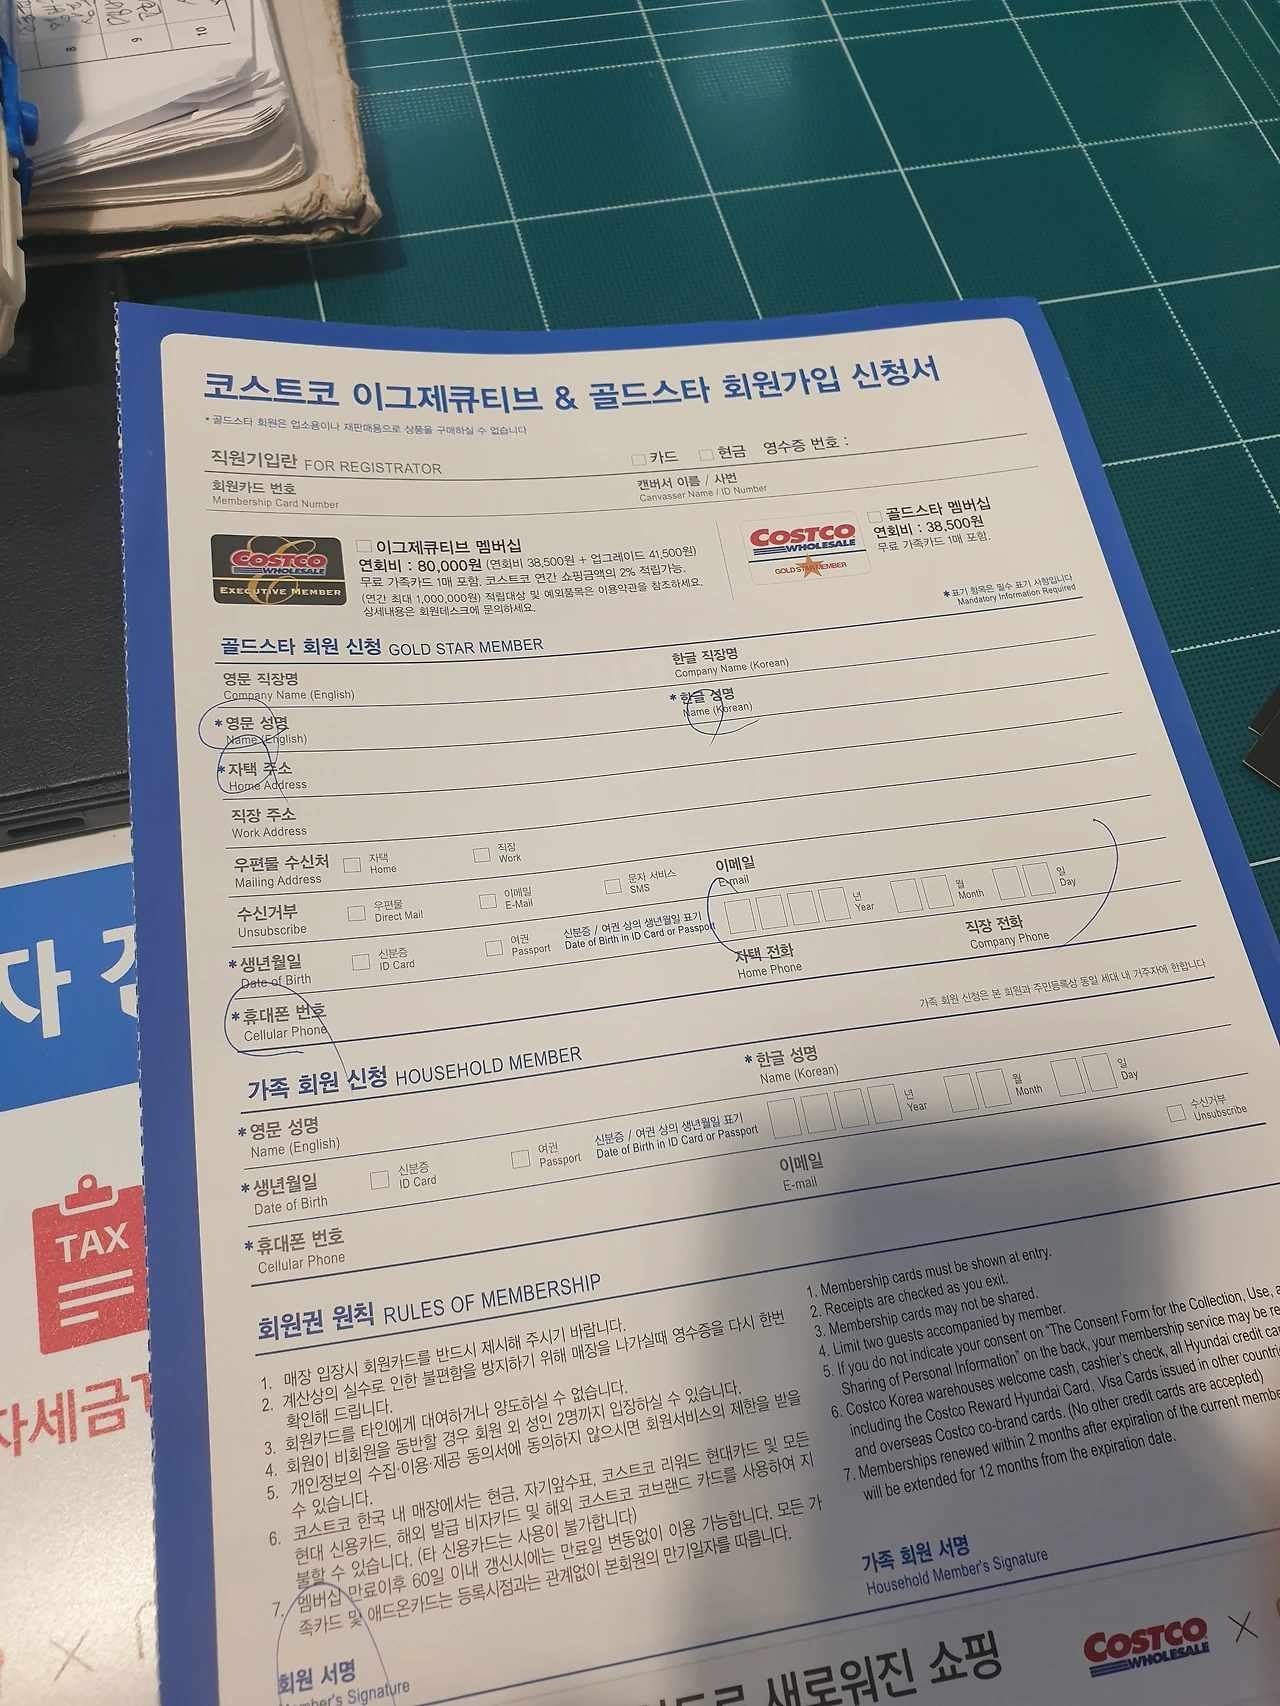 8
9
10
코스트코 이그제큐티브 & 골드스타 회원가입 신청서
* 골드스타 회원은 업소용이나 재판매용으로 상품을 구매하실 수 없습니다
직원기입란 FOR REGISTRATOR
카드 현금 영수증 번호 :
회원카드 번호
Membership Card Number
캔버서 이름 / 사번
Canvasser Name / ID Number
COSTCO
WHOLESALE
EXECUTIVE MEMBER
이그제큐티브 멤버십
연회비 : 80,000원 (연회비 38,500원 + 업그레이드 41,500원)
무료 가족카드 1매 포함. 코스트코 연간 쇼핑금액의 2% 적립가능.
(연간 최대 1,000,000원) 적립대상 및 예외품목은 이용약관을 참조하세요.
상세내용은 회원데스크에 문의하세요.
COSTCO
WHOLESALE
GOLD STAR MEMBER
골드스타 멤버십
연회비 : 38,500원
무료 가족카드 1매 포함.
* 표기 항목은 필수 표기 사항입니다
Mandatory Information Required
골드스타 회원 신청 GOLD STAR MEMBER
영문 직장명
Company Name (English)
한글 직장명
Company Name (Korean)
* 영문 성명
Name (English)
* 한글 성명
Name (Korean)
* 자택 주소
Home Address
직장 주소
Work Address
우편물 수신처
Mailing Address
자택
Home
직장
Work
수신거부
Unsubscribe
우편물
Direct Mail
이메일
E-Mail
문자 서비스
SMS
이메일
E-mail
* 생년월일
Date of Birth
신분증
ID Card
여권
Passport
신분증 / 여권 상의 생년월일 표기
Date of Birth in ID Card or Passport
년
Year
월
Month
일
Day
* 휴대폰 번호
Cellular Phone
자택 전화
Home Phone
직장 전화
Company Phone
가족 회원 신청은 본 회원과 주민등록상 동일 세대 내 거주자에 한합니다
가족 회원 신청 HOUSEHOLD MEMBER
* 영문 성명
Name (English)
* 한글 성명
Name (Korean)
* 생년월일
Date of Birth
신분증
ID Card
여권
Passport
신분증 / 여권 상의 생년월일 표기
Date of Birth in ID Card or Passport
년
Year
월
Month
일
Day
* 휴대폰 번호
Cellular Phone
이메일
E-mail
수신거부
Unsubscribe
회원권 원칙 RULES OF MEMBERSHIP
1. 매장 입장시 회원카드를 반드시 제시해 주시기 바랍니다.
2. 계산상의 실수로 인한 불편함을 방지하기 위해 매장을 나가실때 영수증을 다시 한번
확인해 드립니다.
3. 회원카드를 타인에게 대여하거나 양도하실 수 없습니다.
4. 회원이 비회원을 동반할 경우 회원 외 성인 2명까지 입장하실 수 있습니다.
5. 개인정보의 수집·이용·제공 동의서에 동의하지 않으시면 회원서비스의 제한을 받을
수 있습니다.
6. 코스트코 한국 내 매장에서는 현금, 자기앞수표, 코스트코 리워드 현대카드 및 모든
현대 신용카드, 해외 발급 비자카드 및 해외 코스트코 코브랜드 카드를 사용하여 지
불할 수 있습니다. (타 신용카드는 사용이 불가합니다)
7. 멤버십 만료이후 60일 이내 갱신시에는 만료일 변동없이 이용 가능합니다. 모든 가
족카드 및 애드온카드는 등록시점과는 관계없이 본회원의 만기일자를 따릅니다.
1. Membership cards must be shown at entry.
2. Receipts are checked as you exit.
3. Membership cards may not be shared.
4. Limit two guests accompanied by member.
5. If you do not indicate your consent on "The Consent Form for the Collection, Use, a
Sharing of Personal Information" on the back, your membership service may be re
6. Costco Korea warehouses welcome cash, cashier's check, all Hyundai credit car
including the Costco Reward Hyundai Card, Visa Cards issued in other countri
and overseas Costco co-brand cards. (No other credit cards are accepted)
7. Memberships renewed within 2 months after expiration of the current membe
will be extended for 12 months from the expiration date.
회원 서명
Member's Signature
가족 회원 서명
Household Member's Signature
새로워진 쇼핑
COSTCO
WHOLESALE
×
TAX
자세금